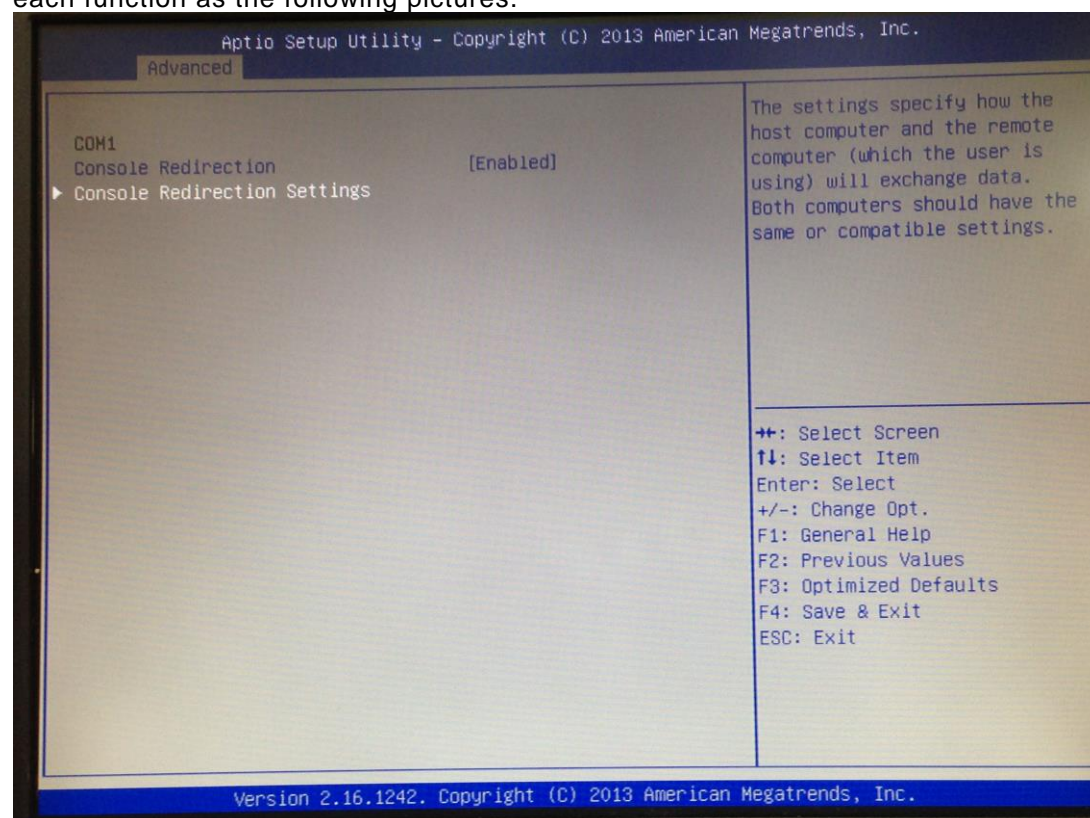 each function as the following pictures.
Aptio Setup Utility – Copyright (C) 2013 American Megatrends, Inc.
Advanced
COM1
Console Redirection [Enabled]
▶ Console Redirection Settings
The settings specify how the
host computer and the remote
computer (which the user is
using) will exchange data.
Both computers should have the
same or compatible settings.
→←: Select Screen
↑↓: Select Item
Enter: Select
+/-: Change Opt.
F1: General Help
F2: Previous Values
F3: Optimized Defaults
F4: Save & Exit
ESC: Exit
Version 2.16.1242. Copyright (C) 2013 American Megatrends, Inc.